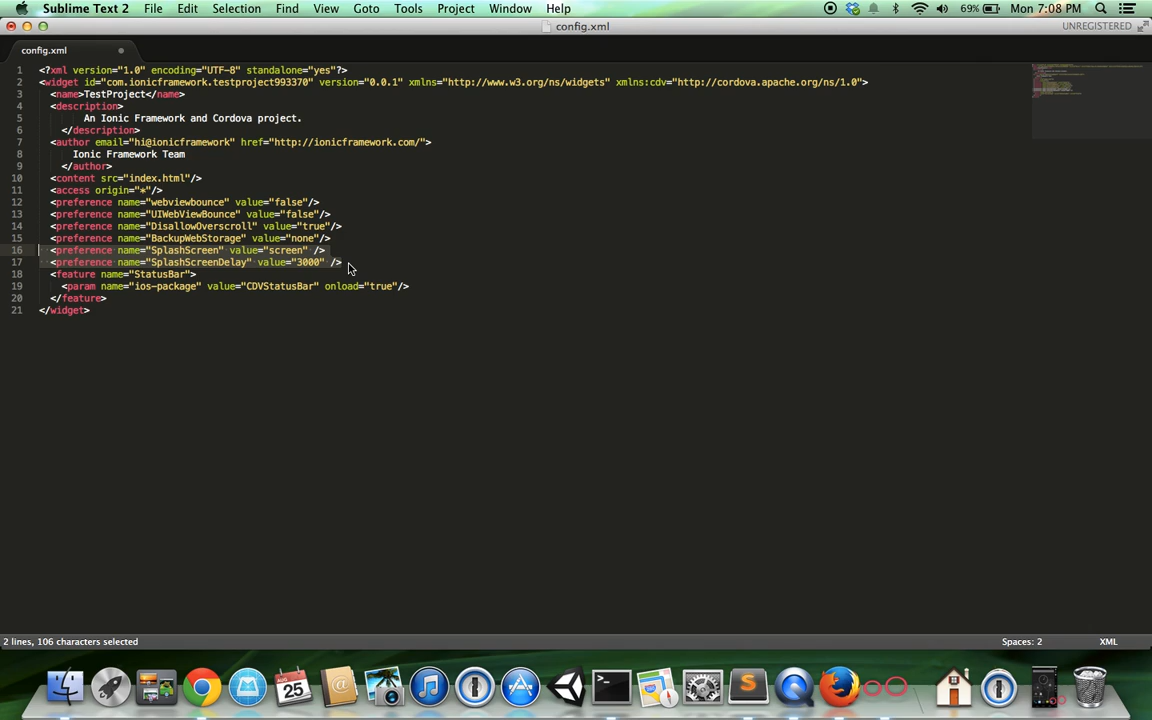 Sublime Text 2 File Edit Selection Find View Goto Tools Project Window Help 69% Mon 7:08 PM
config.xml UNREGISTERED
config.xml
1 <?xml version="1.0" encoding="UTF-8" standalone="yes"?>
2 <widget id="com.ionicframework.testproject993370" version="0.0.1" xmlns="http://www.w3.org/ns/widgets" xmlns:cdv="http://cordova.apache.org/ns/1.0">
3 <name>TestProject</name>
4 <description>
5 An Ionic Framework and Cordova project.
6 </description>
7 <author email="hi@ionicframework" href="http://ionicframework.com/">
8 Ionic Framework Team
9 </author>
10 <content src="index.html"/>
11 <access origin="*"/>
12 <preference name="webviewbounce" value="false"/>
13 <preference name="UIWebViewBounce" value="false"/>
14 <preference name="DisallowOverscroll" value="true"/>
15 <preference name="BackupWebStorage" value="none"/>
16 <preference name="SplashScreen" value="screen" />
17 <preference name="SplashScreenDelay" value="3000" />
18 <feature name="StatusBar">
19 <param name="ios-package" value="CDVStatusBar" onload="true"/>
20 </feature>
21 </widget>
2 lines, 106 characters selected Spaces: 2 XML
AUG
25